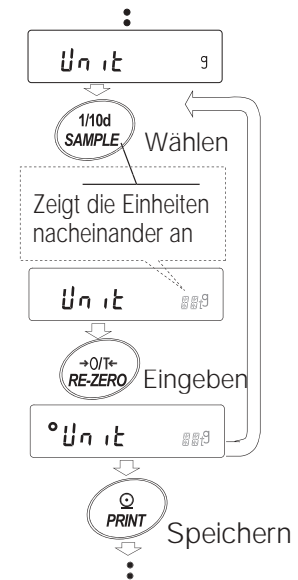 Unit g
1/10d
SAMPLE
Wählen
Zeigt die Einheiten
nacheinander an
Unit g
→0/T←
RE-ZERO
Eingeben
°Unit g
PRINT
Speichern